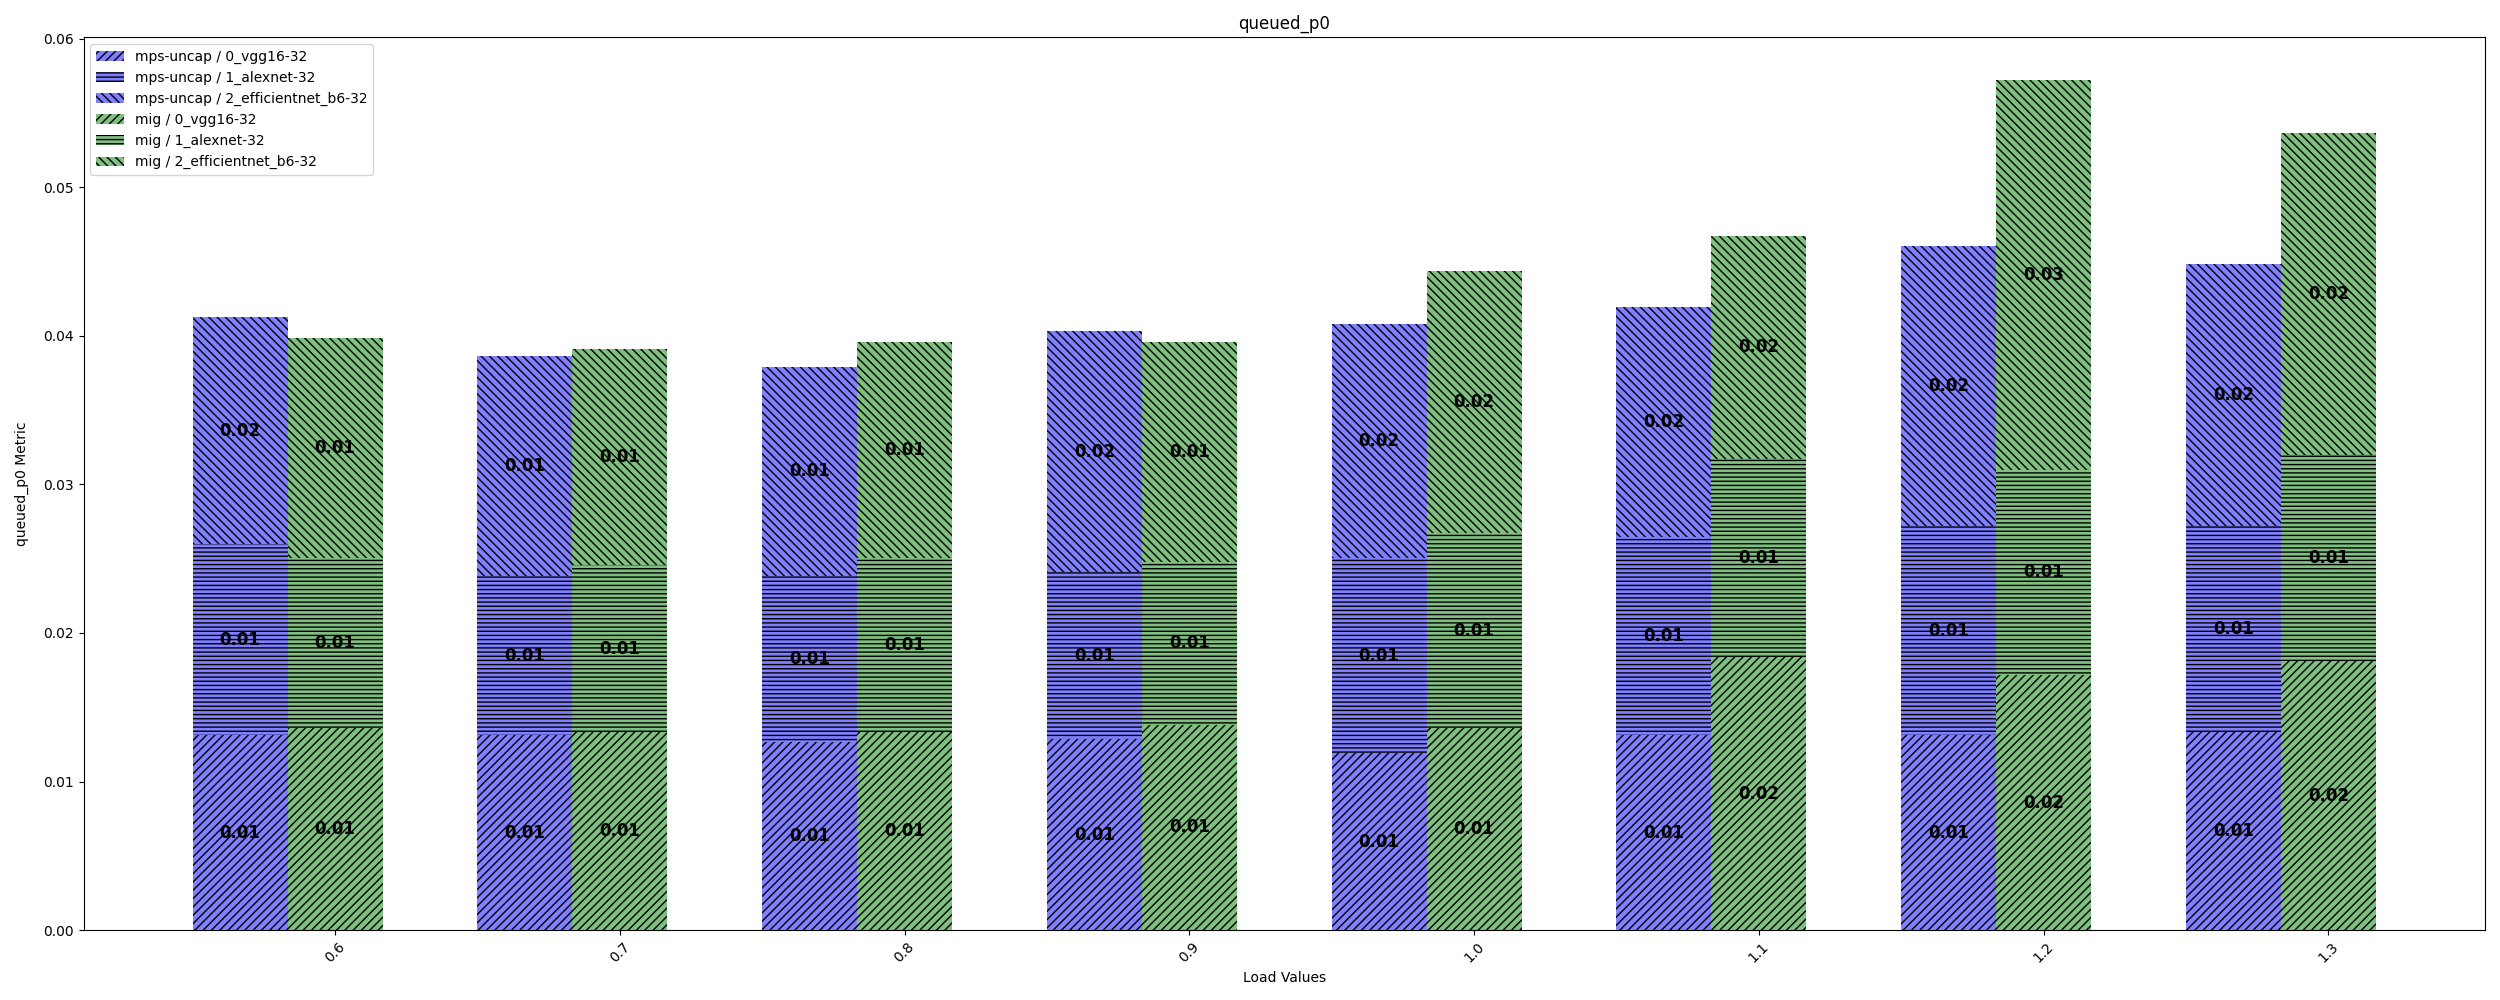 queued_p0
mps-uncap / 0_vgg16-32
mps-uncap / 1_alexnet-32
mps-uncap / 2_efficientnet_b6-32
mig / 0_vgg16-32
mig / 1_alexnet-32
mig / 2_efficientnet_b6-32
queued_p0 Metric
0.06
0.05
0.04
0.03
0.02
0.01
0.00
0.02 0.01 0.01 0.01 0.01 0.01 0.02 0.01 0.02 0.02 0.02 0.02 0.02 0.03 0.02 0.02
0.01 0.01 0.01 0.01 0.01 0.01 0.01 0.01 0.01 0.01 0.01 0.01 0.01 0.01 0.01 0.01
0.01 0.01 0.01 0.01 0.01 0.01 0.01 0.01 0.01 0.01 0.01 0.02 0.01 0.02 0.01 0.02
0.6 0.7 0.8 0.9 1.0 1.1 1.2 1.3
Load Values